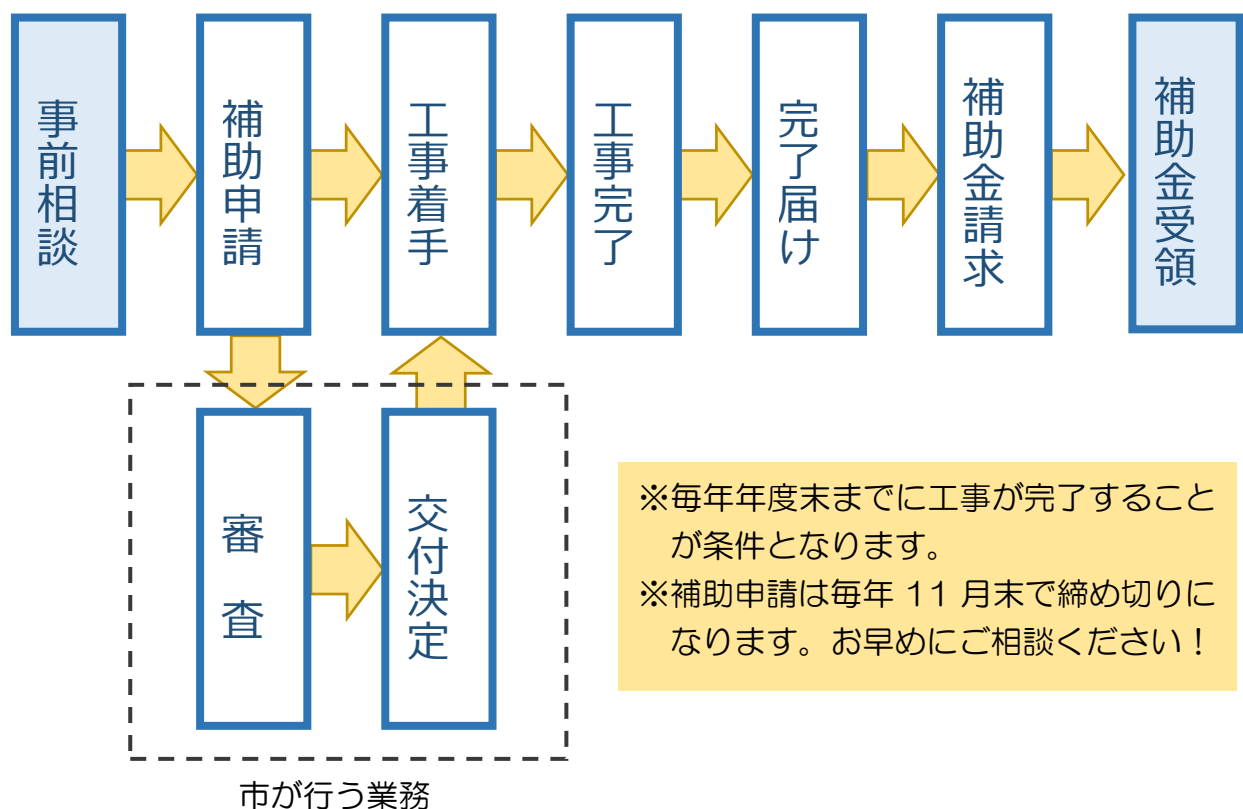 事前相談
補助申請
工事着手
工事完了
完了届け
補助金請求
補助金受領
審査
交付決定
市が行う業務
※毎年年度末までに工事が完了すること
が条件となります。
※補助申請は毎年 11 月末で締め切りに
なります。お早めにご相談ください！